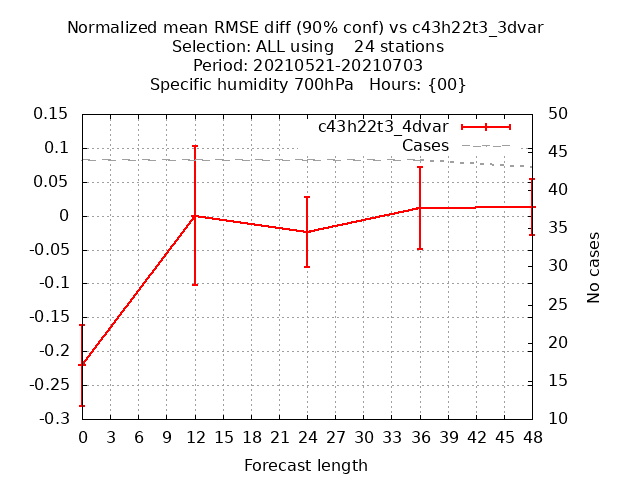 Normalized mean RMSE diff (90% conf) vs c43h22t3_3dvar
Selection: ALL using    24 stations
Period: 20210521-20210703
Specific humidity 700hPa   Hours: {00}
c43h22t3_4dvar
Cases
0.15
0.1
0.05
0
-0.05
-0.1
-0.15
-0.2
-0.25
-0.3
50
45
40
35
30
25
20
15
10
No cases
0 3 6 9 12 15 18 21 24 27 30 33 36 39 42 45 48
Forecast length